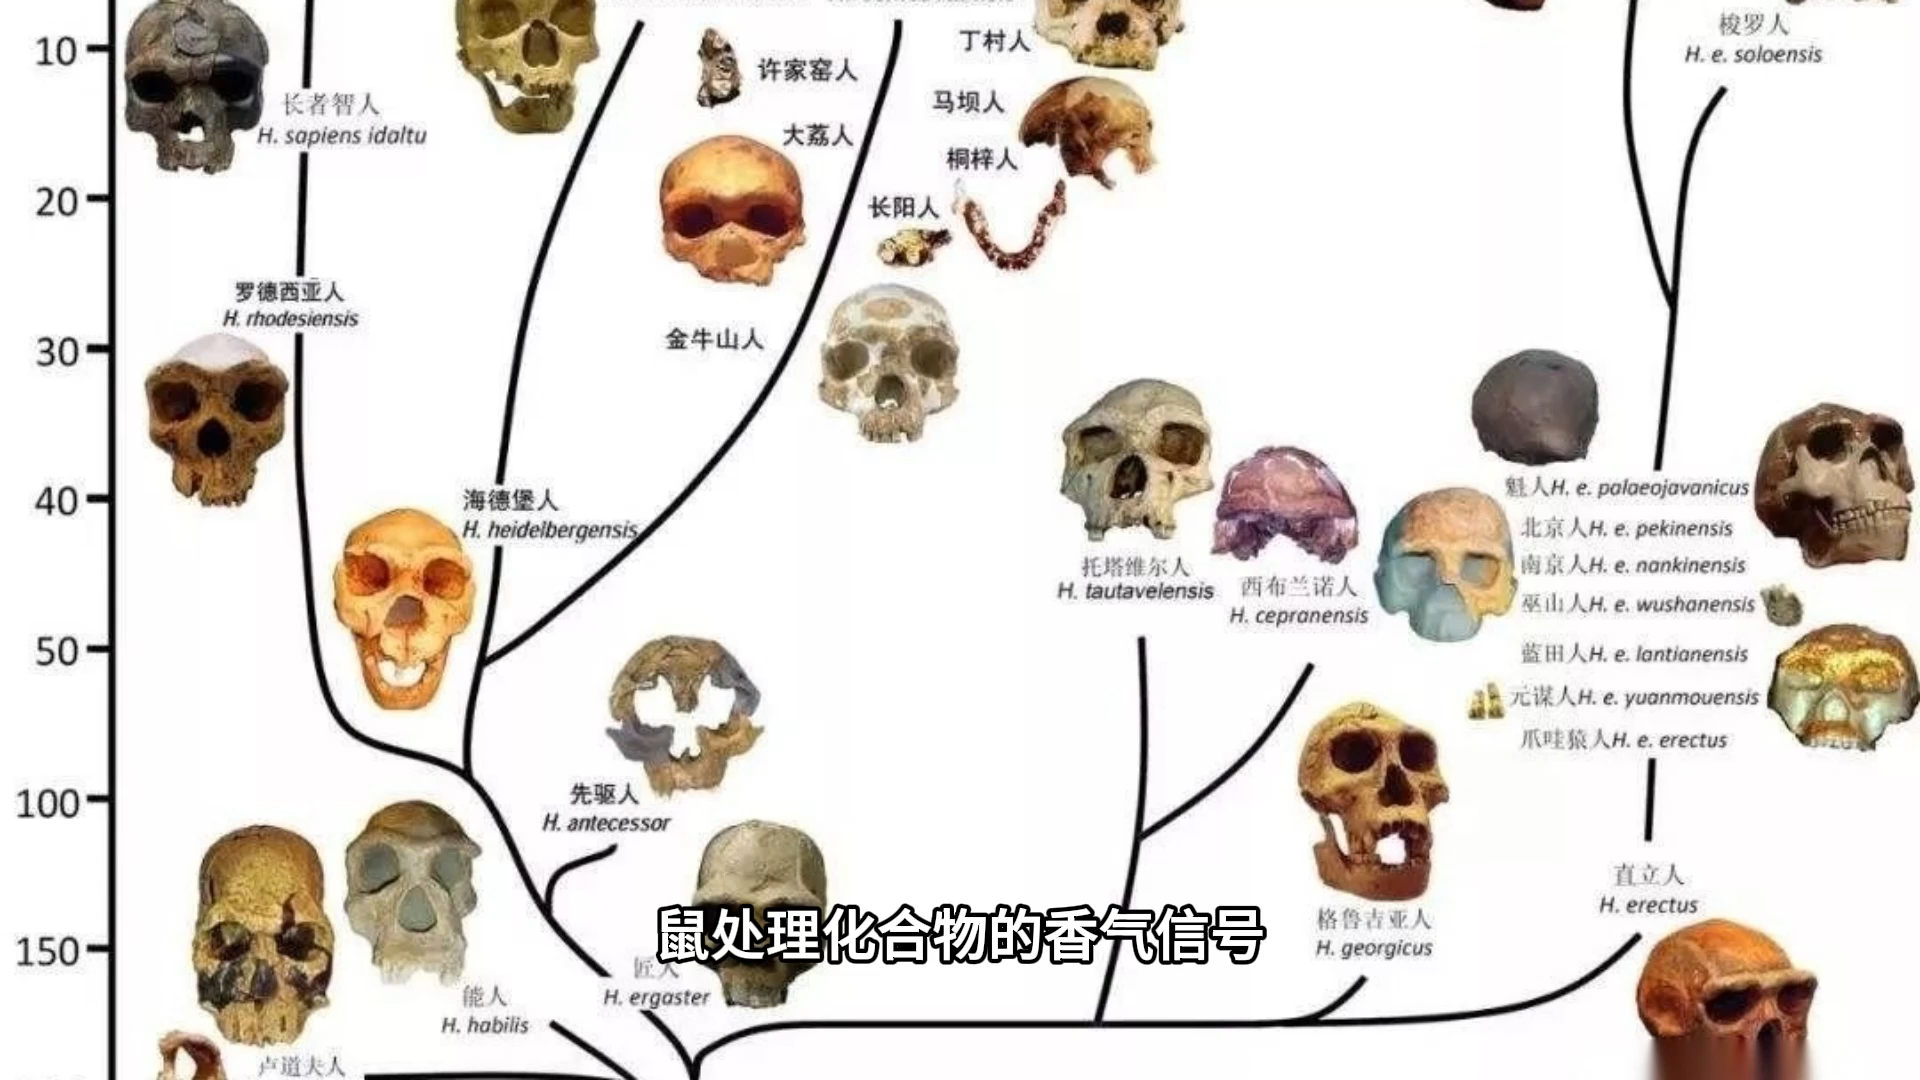 10
20
30
40
50
100
150
长者智人
H. sapiens idaltu
罗德西亚人
H. rhodesiensis
许家窑人
大荔人
金牛山人
丁村人
马坝人
桐梓人
长阳人
梭罗人
H. e. soloensis
海德堡人
H. heidelbergensis
托塔维尔人
H. tautavelensis
西布兰诺人
H. cepranensis
魁人H. e. palaeojavanicus
北京人H. e. pekinensis
南京人H. e. nankinensis
巫山人H. e. wushanensis
蓝田人H. e. lantianensis
元谋人H. e. yuanmouensis
爪哇猿人H. e. erectus
先驱人
H. antecessor
直立人
H. erectus
格鲁吉亚人
H. georgicus
鼠处理化合物的香气信号
匠人
H. ergaster
能人
H. habilis
卢道夫人